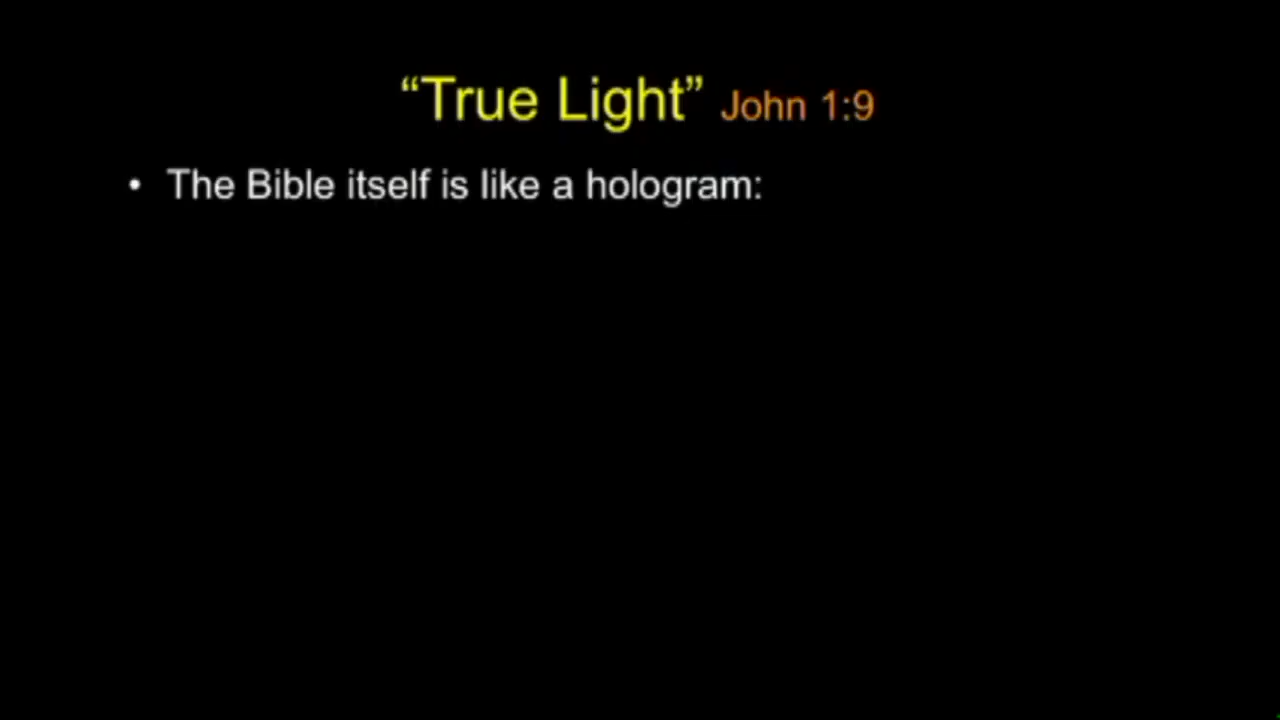 “True Light” John 1:9
• The Bible itself is like a hologram: